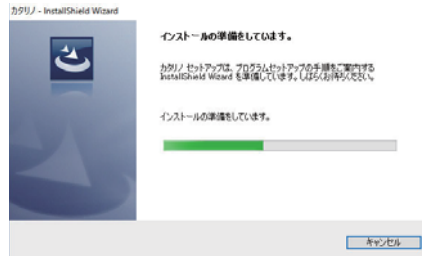 カタリノ - InstallShield Wizard
インストールの準備をしています。
カタリノ セットアップは、プログラムセットアップの手順をご案内する
InstallShield Wizard を準備しています。しばらくお待ちください。
インストールの準備をしています。
キャンセル